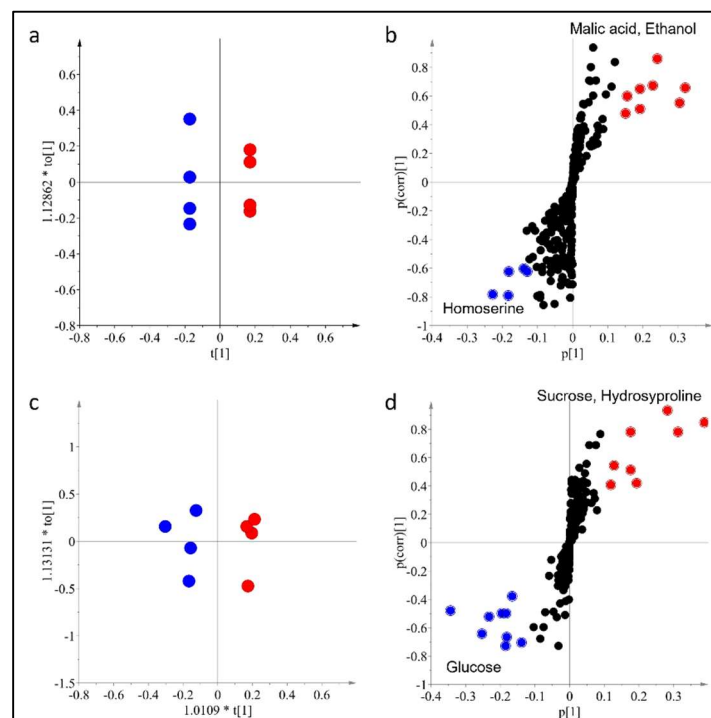 a
0.6
0.4
0.2
0
-0.2
-0.4
-0.6
-0.8
-0.6 -0.4 -0.2 0 0.2 0.4 0.6
t[1]
1.12862 * to[1]
b
Malic acid, Ethanol
0.8
0.6
0.4
0.2
0
-0.2
-0.4
-0.6
-0.8
-1
Homoserine
-0.4 -0.3 -0.2 -0.1 0 0.1 0.2 0.3
p[1]
p(corr)[1]
c
1
0.5
0
-0.5
-1
-1.5
-0.6 -0.4 -0.2 0 0.2 0.4 0.6
1.0109 * t[1]
1.13131 * to[1]
d
Sucrose, Hydrosyproline
0.8
0.6
0.4
0.2
0
-0.2
-0.4
-0.6
-0.8
-1
Glucose
-0.4 -0.3 -0.2 -0.1 0 0.1 0.2 0.3
p[1]
p(corr)[1]